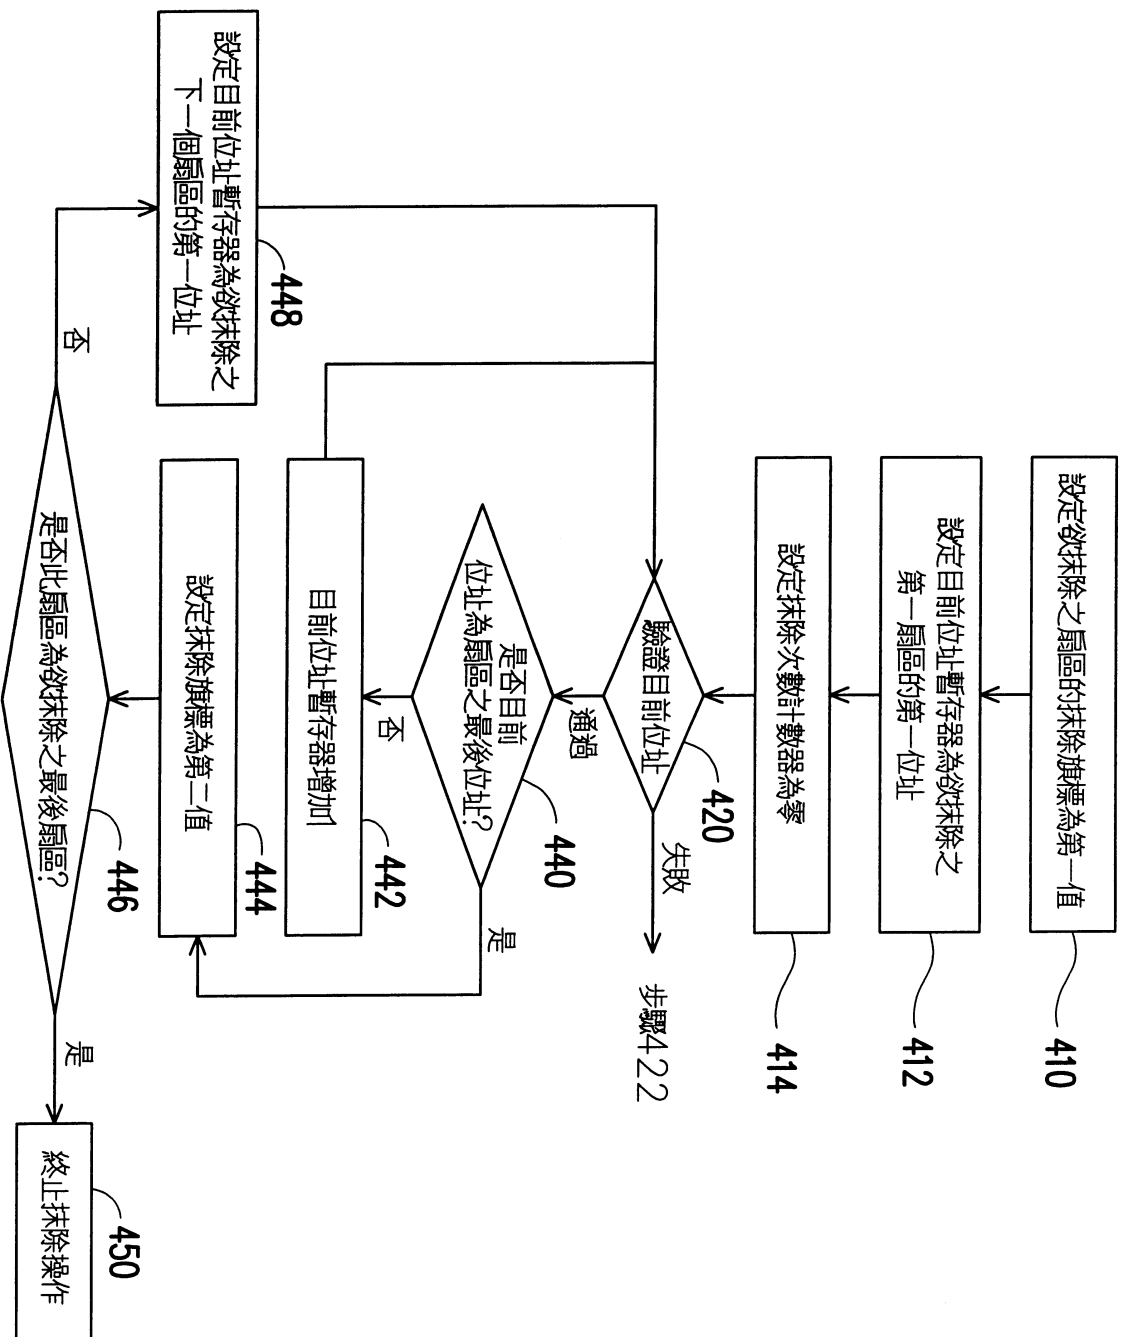 設定欲抹除之扇區的抹除旗標為第一值
410
設定目前位址暫存器為欲抹除之
第一扇區的第一位址
412
設定抹除次數計數器為零
414
驗證目前位址
420
失敗
步驟422
通過
是否目前
位址為扇區之最後位址?
440
是
否
目前位址暫存器增加1
442
設定抹除旗標為第二值
444
是否此扇區為欲抹除之最後扇區?
446
否
是
設定目前位址暫存器為欲抹除之
下一個扇區的第一位址
448
終止抹除操作
450